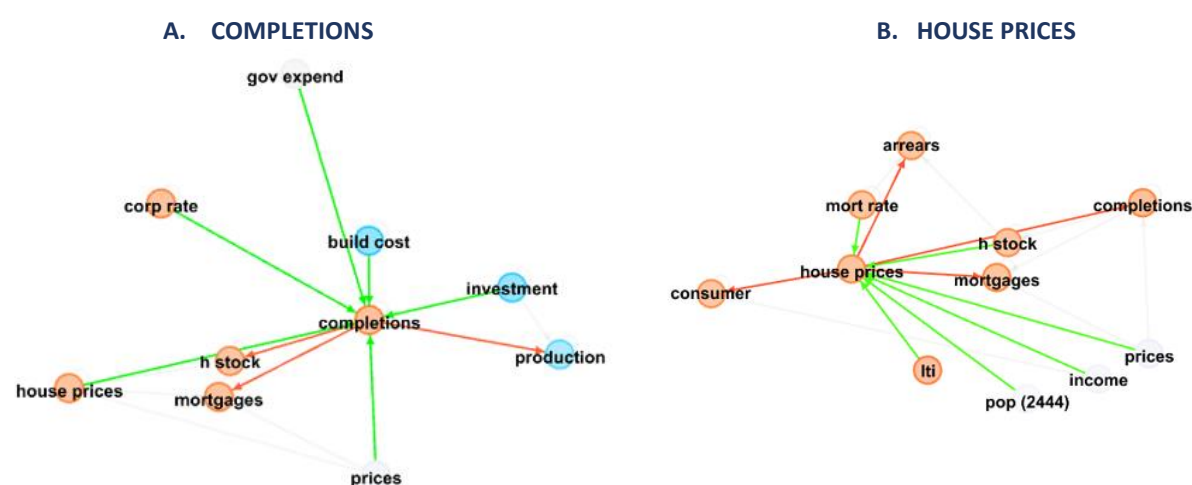 A. COMPLETIONS
gov expend
corp rate
build cost
investment
completions
production
h stock
house prices
mortgages
prices
B. HOUSE PRICES
arrears
mort rate
completions
h stock
house prices
mortgages
consumer
prices
lti
income
pop (2444)